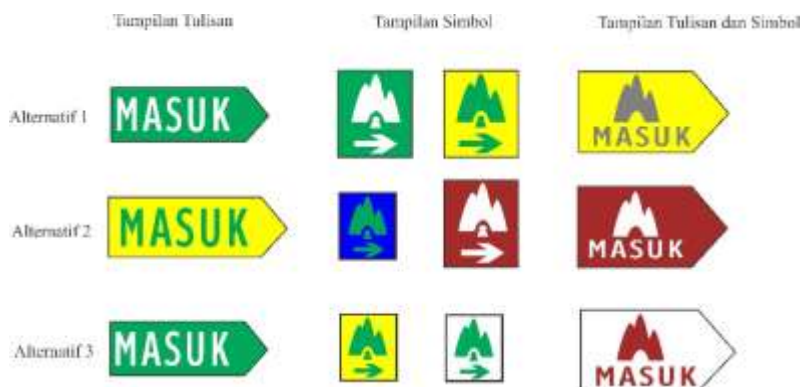 Tampilan Tulisan Tampilan Simbol Tampilan Tulisan dan Simbol
Alternatif 1 MASUK MASUK
Alternatif 2 MASUK MASUK
Alternatif 3 MASUK MASUK